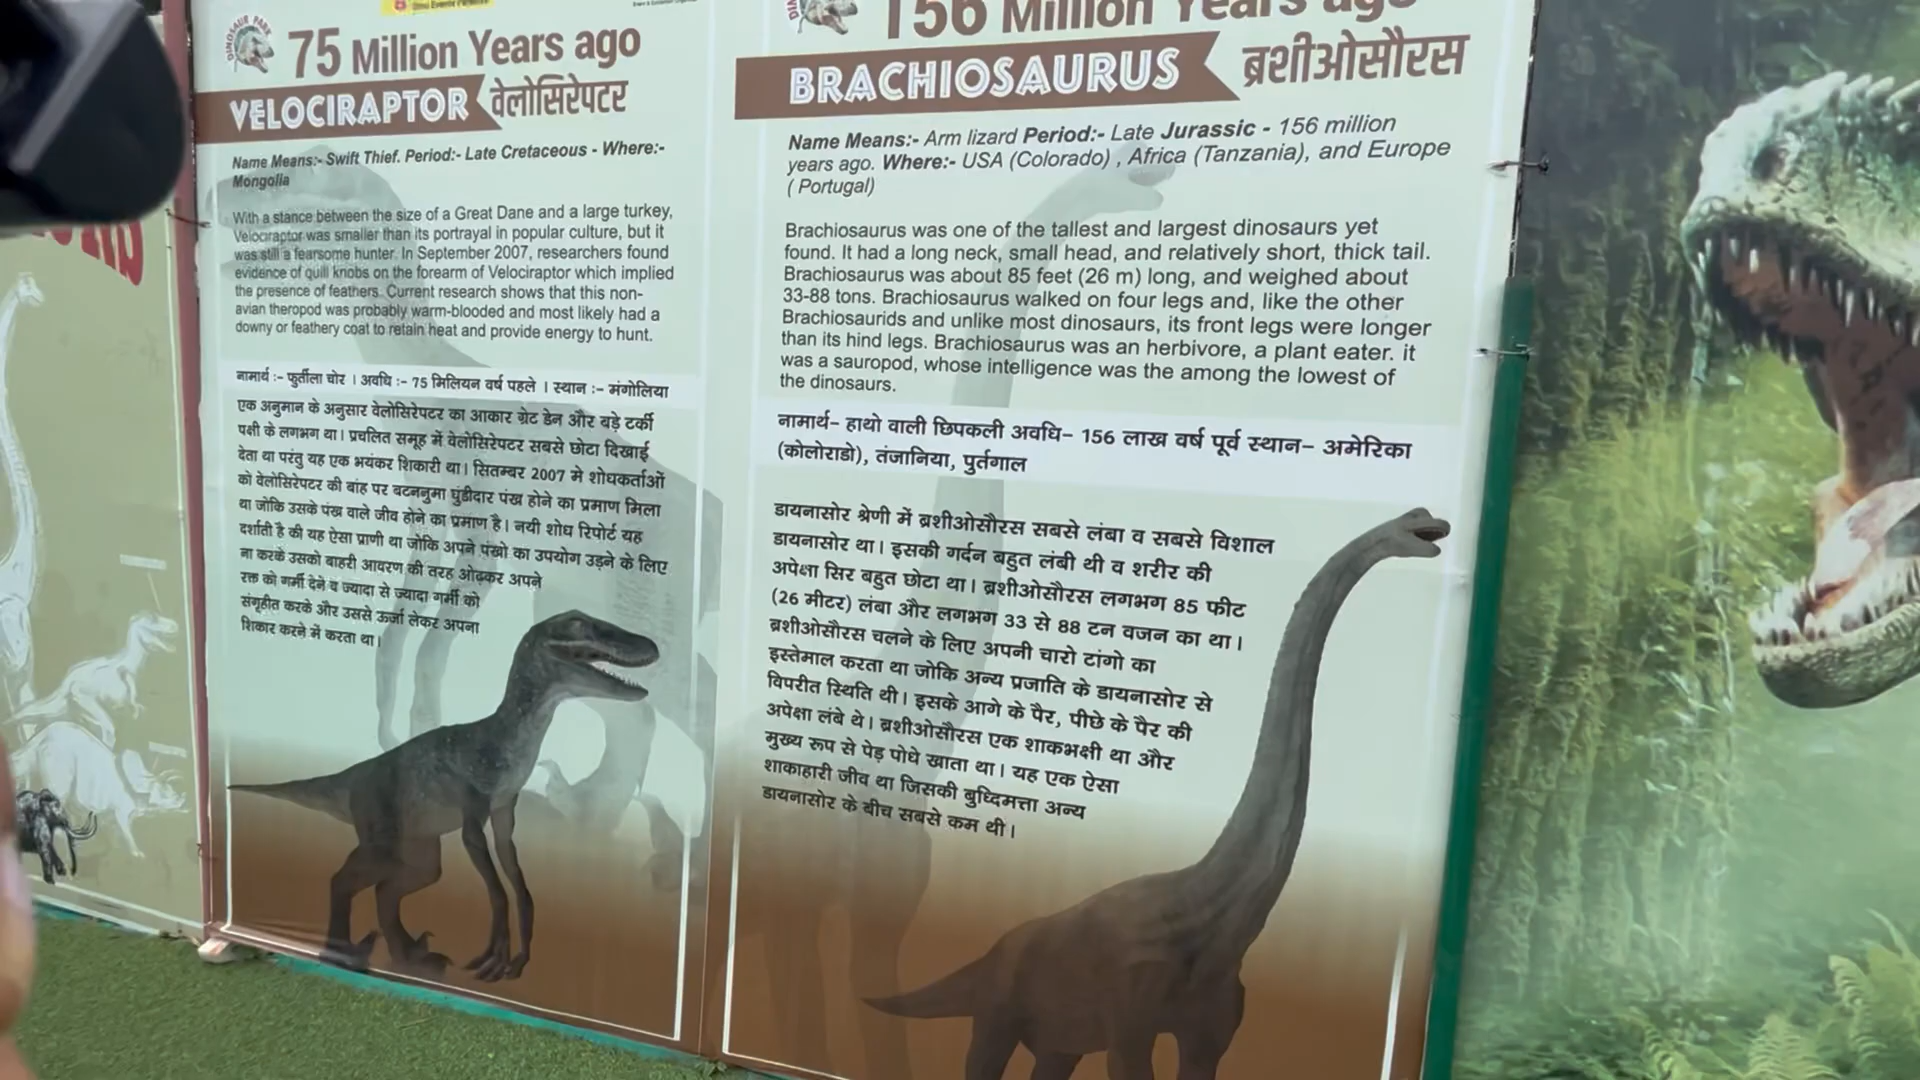 DINOSAUR PARK
75 Million Years ago
VELOCIRAPTOR वेलोसिरेपटर
Name Means:- Swift Thief. Period:- Late Cretaceous - Where:-
Mongolia
With a stance between the size of a Great Dane and a large turkey,
Velociraptor was smaller than its portrayal in popular culture, but it
was still a fearsome hunter. In September 2007, researchers found
evidence of quill knobs on the forearm of Velociraptor which implied
the presence of feathers. Current research shows that this non-
avian theropod was probably warm-blooded and most likely had a
downy or feathery coat to retain heat and provide energy to hunt.
नामार्थ :- फुर्तीला चोर । अवधि :- 75 मिलियन वर्ष पहले । स्थान :- मंगोलिया
एक अनुमान के अनुसार वेलोसिरेपटर का आकार ग्रेट डेन और बड़े टर्की
पक्षी के लगभग था। प्रचलित समूह में वेलोसिरेपटर सबसे छोटा दिखाई
देता था परंतु यह एक भयंकर शिकारी था। सितम्बर 2007 मे शोधकर्ताओं
को वेलोसिरेपटर की बांह पर बटननुमा घुंडीदार पंख होने का प्रमाण मिला
था जोकि उसके पंख वाले जीव होने का प्रमाण है। नयी शोध रिपोर्ट यह
दर्शाती है की यह ऐसा प्राणी था जोकि अपने पंखो का उपयोग उड़ने के लिए
ना करके उसको बाहरी आवरण की तरह ओढ़कर अपने
रक्त को गर्मी देने व ज्यादा से ज्यादा गर्मी को
संगृहीत करके और उससे ऊर्जा लेकर अपना
शिकार करने में करता था।
156 Million Years ago
BRACHIOSAURUS ब्रशीओसौरस
Name Means:- Arm lizard Period:- Late Jurassic - 156 million
years ago. Where:- USA (Colorado) , Africa (Tanzania), and Europe
( Portugal)
Brachiosaurus was one of the tallest and largest dinosaurs yet
found. It had a long neck, small head, and relatively short, thick tail.
Brachiosaurus was about 85 feet (26 m) long, and weighed about
33-88 tons. Brachiosaurus walked on four legs and, like the other
Brachiosaurids and unlike most dinosaurs, its front legs were longer
than its hind legs. Brachiosaurus was an herbivore, a plant eater. it
was a sauropod, whose intelligence was the among the lowest of
the dinosaurs.
नामार्थ- हाथो वाली छिपकली अवधि- 156 लाख वर्ष पूर्व स्थान- अमेरिका
(कोलोराडो), तंजानिया, पुर्तगाल
डायनासोर श्रेणी में ब्रशीओसौरस सबसे लंबा व सबसे विशाल
डायनासोर था। इसकी गर्दन बहुत लंबी थी व शरीर की
अपेक्षा सिर बहुत छोटा था। ब्रशीओसौरस लगभग 85 फीट
(26 मीटर) लंबा और लगभग 33 से 88 टन वजन का था।
ब्रशीओसौरस चलने के लिए अपनी चारो टांगो का
इस्तेमाल करता था जोकि अन्य प्रजाति के डायनासोर से
विपरीत स्थिति थी। इसके आगे के पैर, पीछे के पैर की
अपेक्षा लंबे थे। ब्रशीओसौरस एक शाकभक्षी था और
मुख्य रूप से पेड़ पोधे खाता था। यह एक ऐसा
शाकाहारी जीव था जिसकी बुध्दिमत्ता अन्य
डायनासोर के बीच सबसे कम थी।